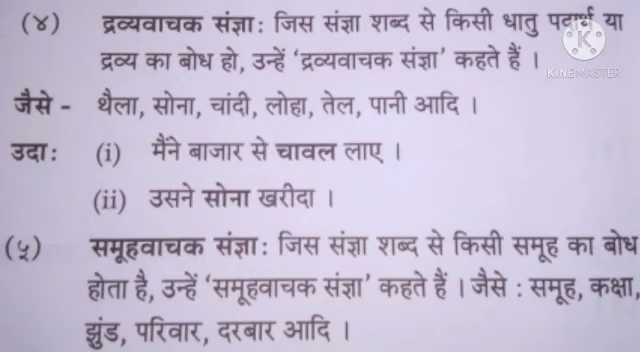 (४) द्रव्यवाचक संज्ञा: जिस संज्ञा शब्द से किसी धातु पदार्थ या
द्रव्य का बोध हो, उन्हें ‘द्रव्यवाचक संज्ञा’ कहते हैं ।
KINEMASTER
जैसे - थैला, सोना, चांदी, लोहा, तेल, पानी आदि ।
उदा: (i) मैंने बाजार से चावल लाए ।
(ii) उसने सोना खरीदा ।
(५) समूहवाचक संज्ञा: जिस संज्ञा शब्द से किसी समूह का बोध
होता है, उन्हें ‘समूहवाचक संज्ञा’ कहते हैं । जैसे : समूह, कक्षा,
झुंड, परिवार, दरबार आदि ।